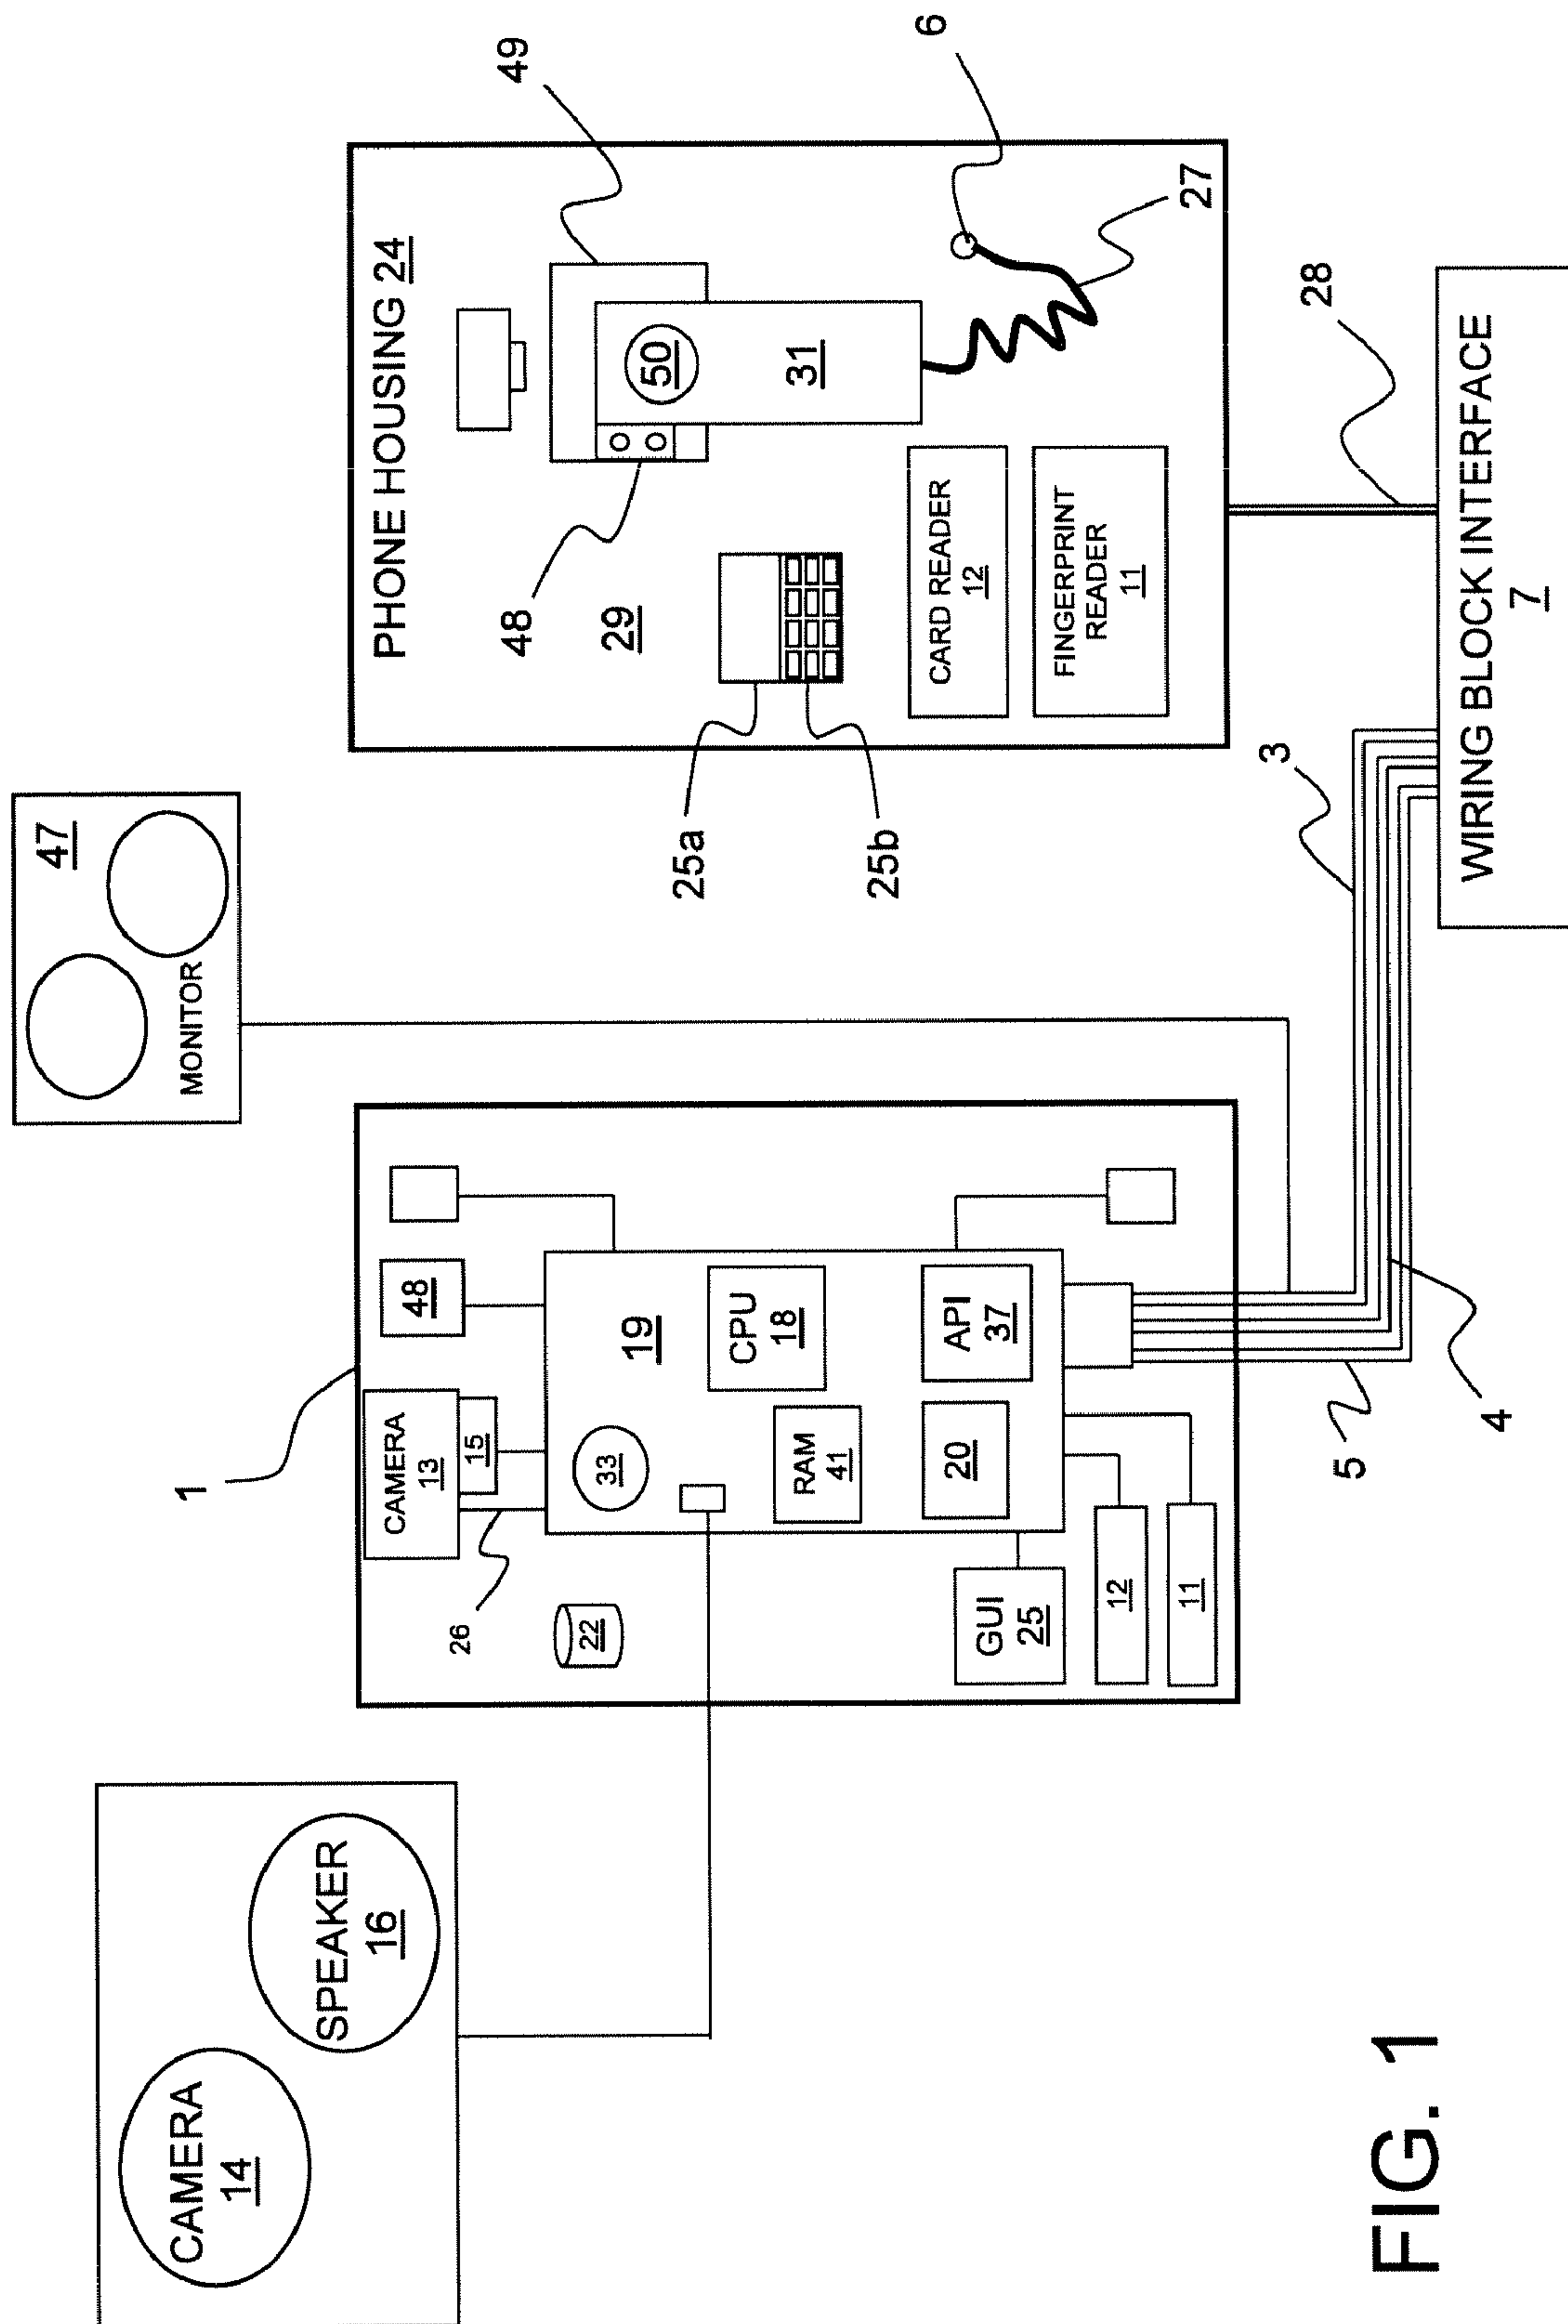 CAMERA
14
SPEAKER
16
1
CAMERA
13
15
48
26
22
33
19
CPU
18
RAM
41
20
API
37
GUI
25
12
11
5
4
3
47
MONITOR
PHONE HOUSING 24
49
50
31
48
29
25a
25b
6
27
CARD READER
12
FINGERPRINT
READER
11
28
WIRING BLOCK INTERFACE
7
FIG. 1